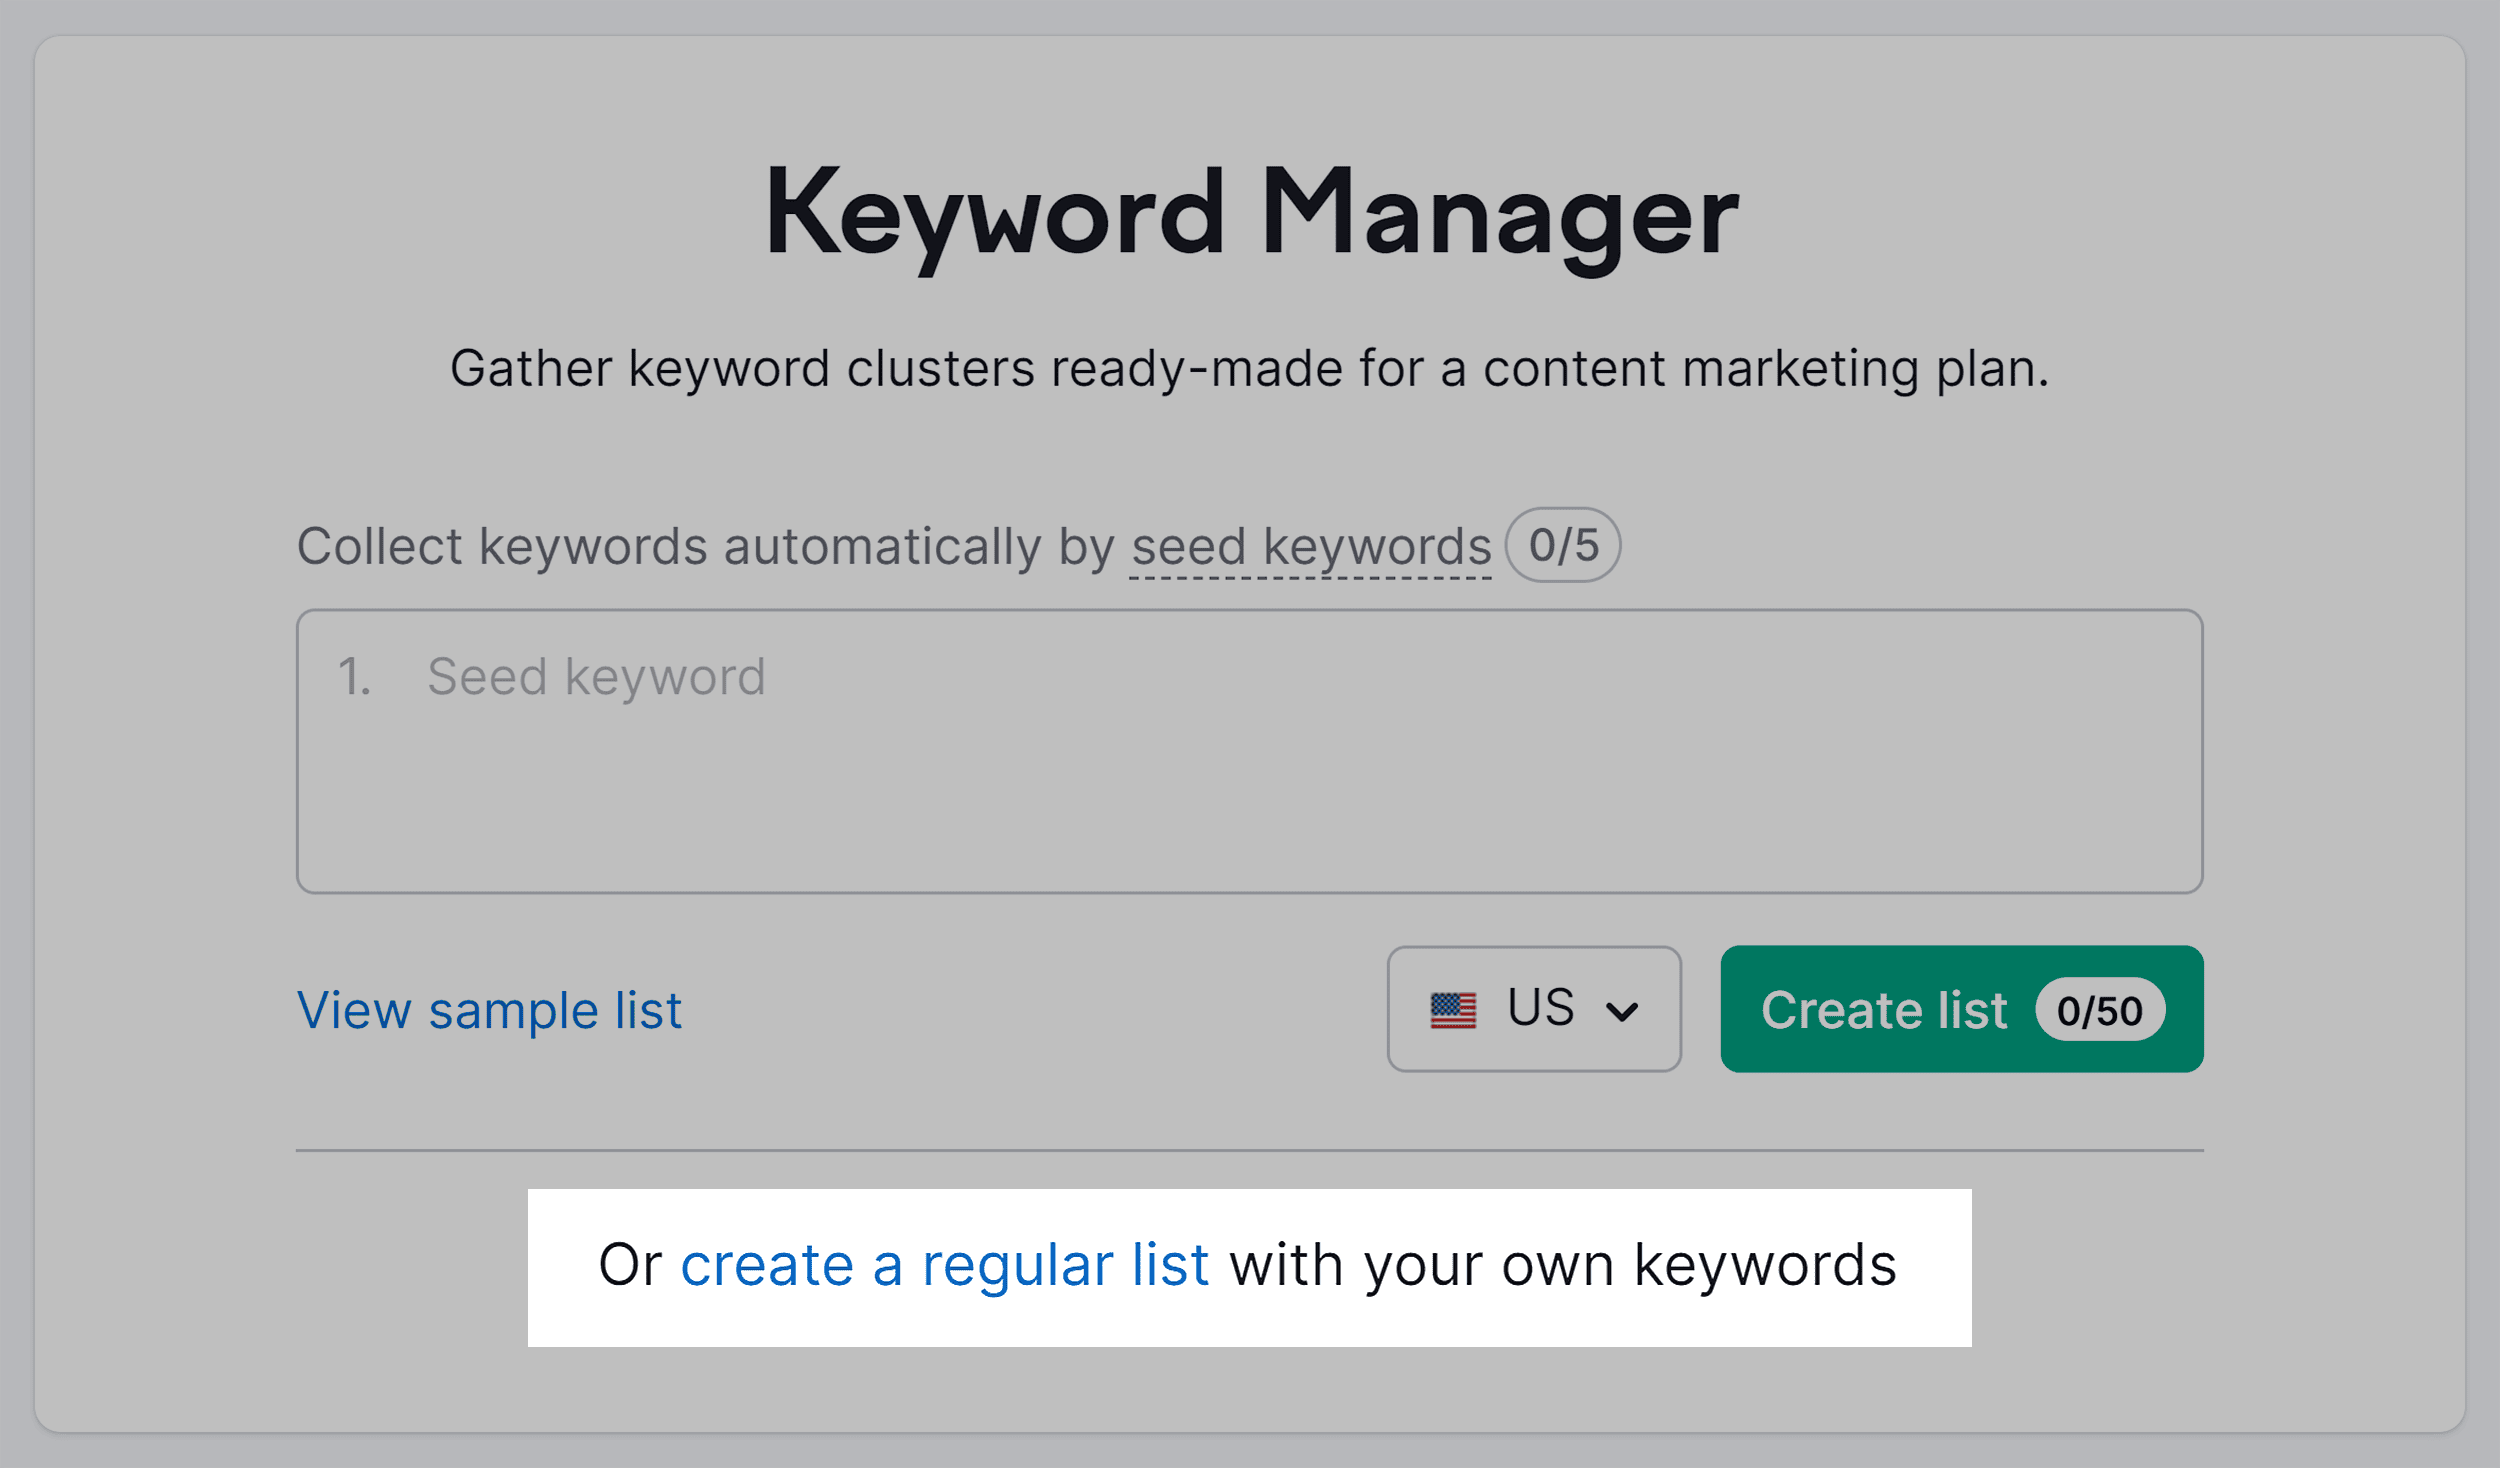 Keyword Manager
Gather keyword clusters ready-made for a content marketing plan.
Collect keywords automatically by seed keywords 0/5
1. Seed keyword
View sample list US Create list 0/50
Or create a regular list with your own keywords